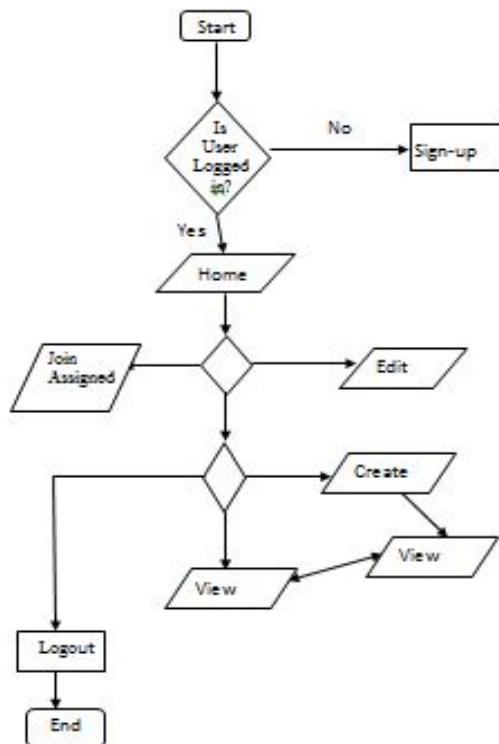 Start
Is
User
Logged
in?
No
Sign-up
Yes
Home
Join
Assigned
Edit
Create
View
View
Logout
End